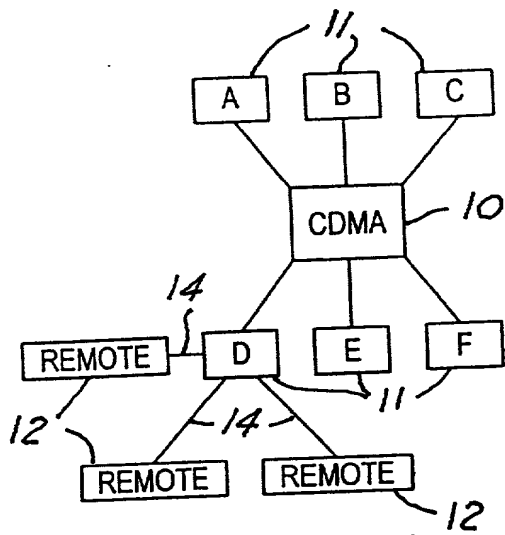 11
A B C
CDMA 10
14
REMOTE D E F
12 14 11
REMOTE REMOTE
12